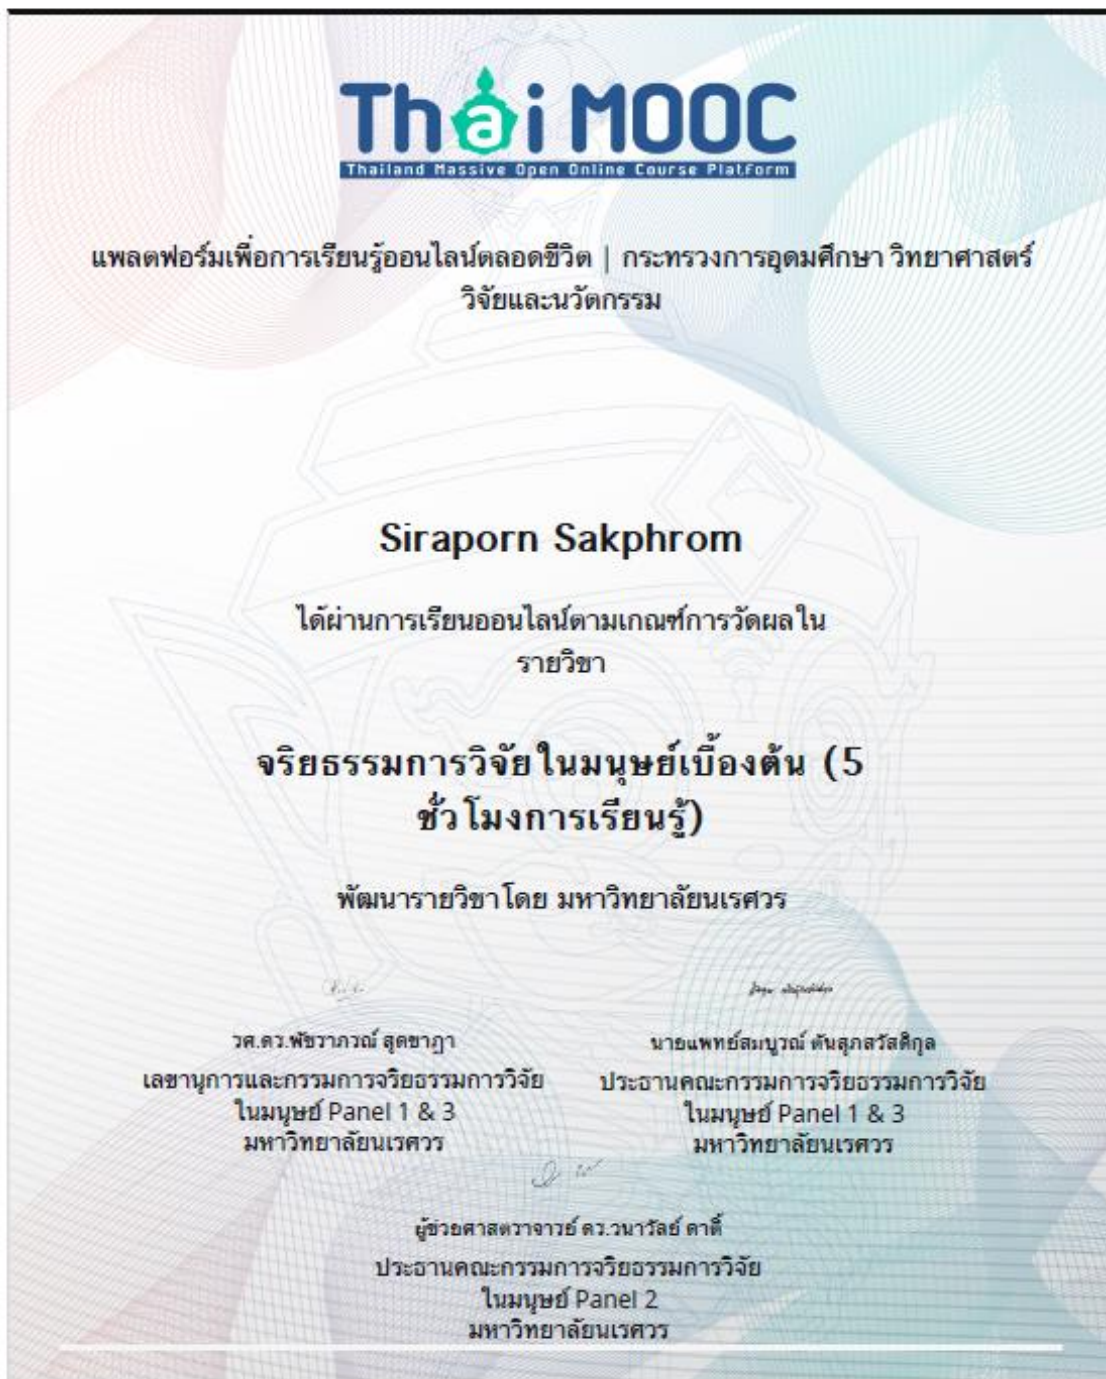 Thai MOOC
Thailand Massive Open Online Course Platform
แพลตฟอร์มเพื่อการเรียนรู้ออนไลน์ตลอดชีวิต | กระทรวงการอุดมศึกษา วิทยาศาสตร์
วิจัยและนวัตกรรม
Siraporn Sakphrom
ได้ผ่านการเรียนออนไลน์ตามเกณฑ์การวัดผลใน
รายวิชา
จริยธรรมการวิจัยในมนุษย์เบื้องต้น (5
ชั่วโมงการเรียนรู้)
พัฒนารายวิชาโดย มหาวิทยาลัยนเรศวร
รศ.ดร.พัชราภรณ์ สุดชาฎา
นายแพทย์สมบูรณ์ ตันสุภสวัสดิกุล
เลขานุการและกรรมการจริยธรรมการวิจัย
ในมนุษย์ Panel 1 & 3
มหาวิทยาลัยนเรศวร
ประธานคณะกรรมการจริยธรรมการวิจัย
ในมนุษย์ Panel 1 & 3
มหาวิทยาลัยนเรศวร
ผู้ช่วยศาสตราจารย์ ดร.วนาวัลย์ ดาตี้
ประธานคณะกรรมการจริยธรรมการวิจัย
ในมนุษย์ Panel 2
มหาวิทยาลัยนเรศวร